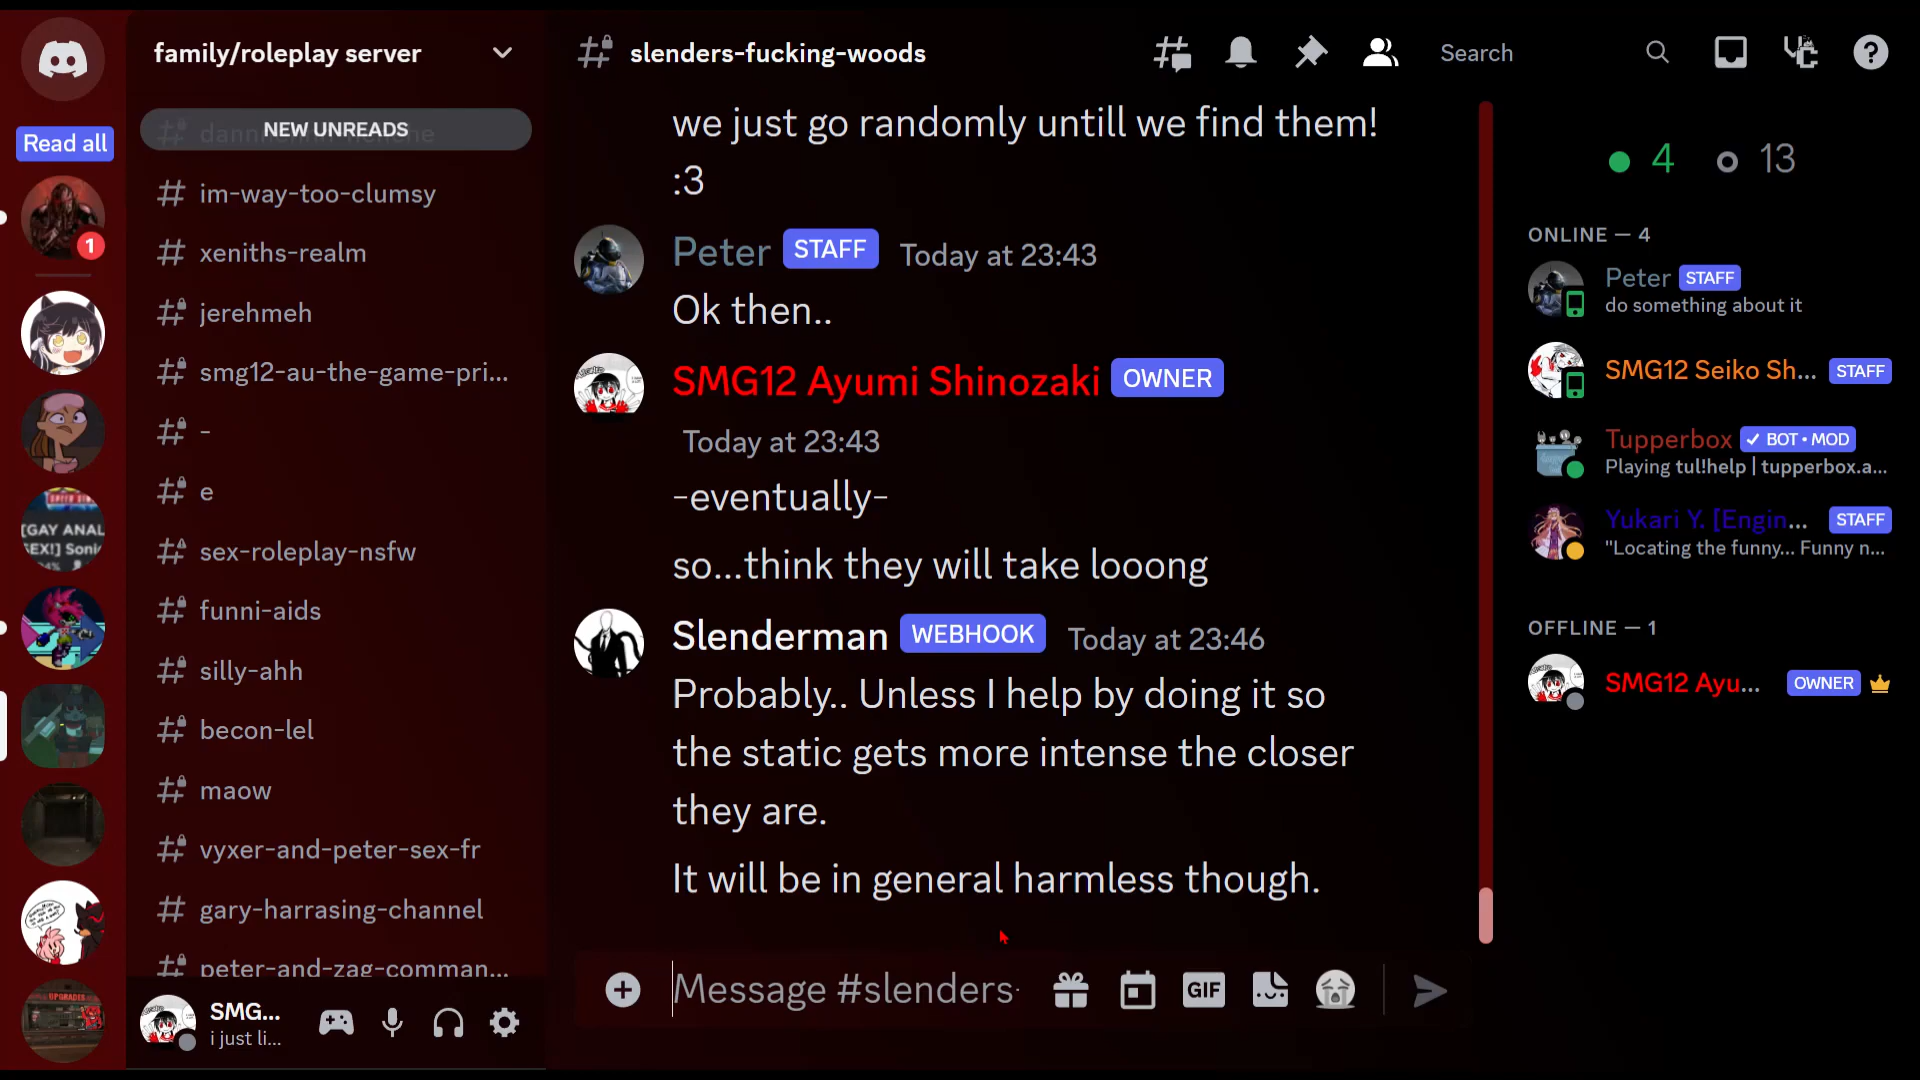 family/roleplay server
slenders-fucking-woods
Search
Read all
NEW UNREADS
1
im-way-too-clumsy
xeniths-realm
jerehmeh
smg12-au-the-game-pri...
-
e
sex-roleplay-nsfw
funni-aids
silly-ahh
becon-lel
maow
vyxer-and-peter-sex-fr
gary-harrasing-channel
peter-and-zag-comman...
[GAY ANAL
SEX!] Soni
UPGRADES
SMG...
i just li...
we just go randomly untill we find them!
:3
Peter STAFF Today at 23:43
Ok then..
SMG12 Ayumi Shinozaki OWNER
Today at 23:43
-eventually-
so...think they will take looong
Slenderman WEBHOOK Today at 23:46
Probably.. Unless I help by doing it so
the static gets more intense the closer
they are.
It will be in general harmless though.
Message #slenders
GIF
4 13
ONLINE — 4
Peter STAFF
do something about it
SMG12 Seiko Sh... STAFF
Tupperbox ✓ BOT • MOD
Playing tul!help | tupperbox.a...
Yukari Y. [Engin... STAFF
"Locating the funny... Funny n...
OFFLINE — 1
SMG12 Ayu... OWNER